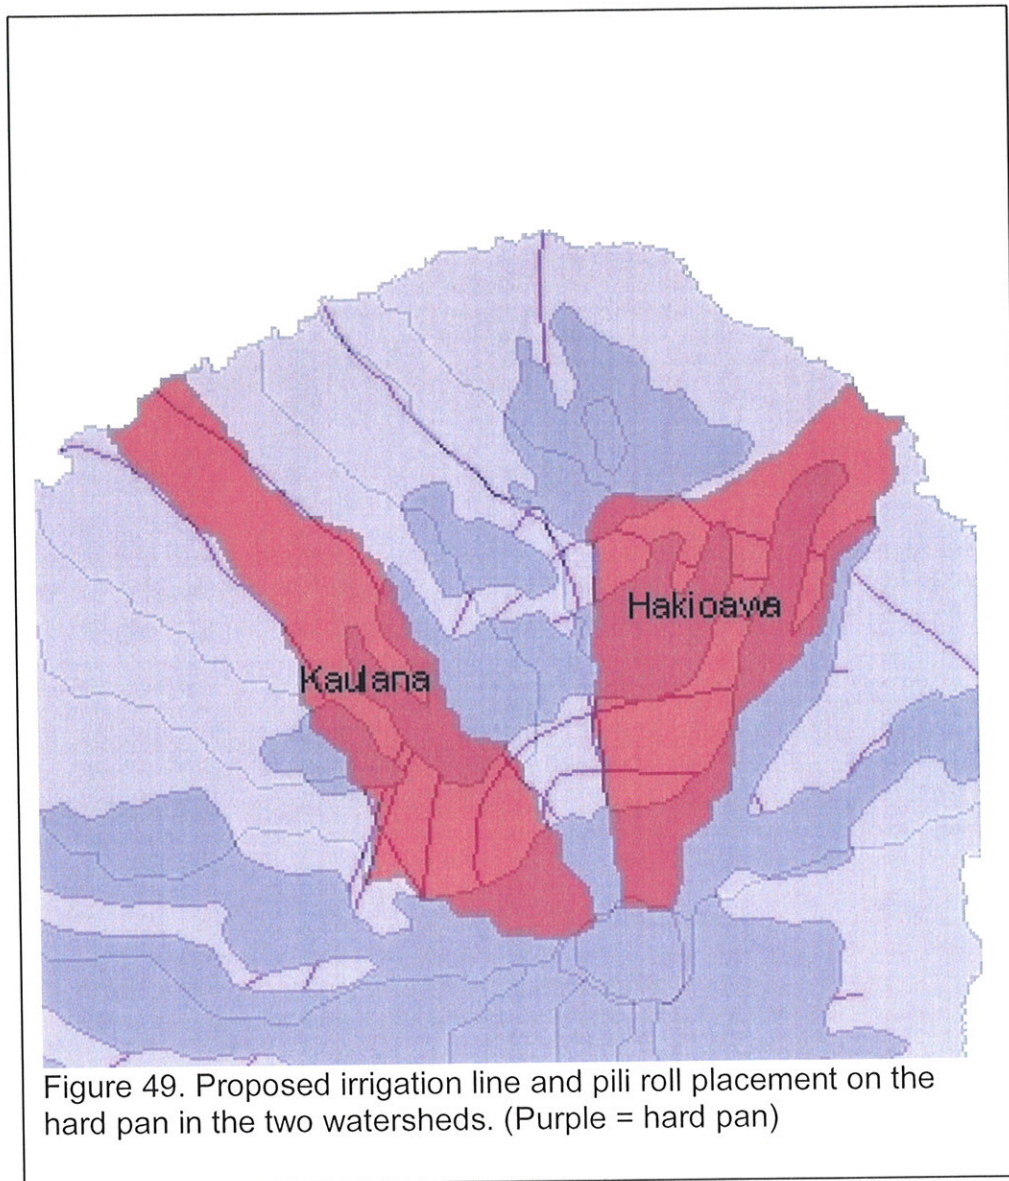 Hakioawa
Kaulana
Figure 49. Proposed irrigation line and pili roll placement on the
hard pan in the two watersheds. (Purple = hard pan)